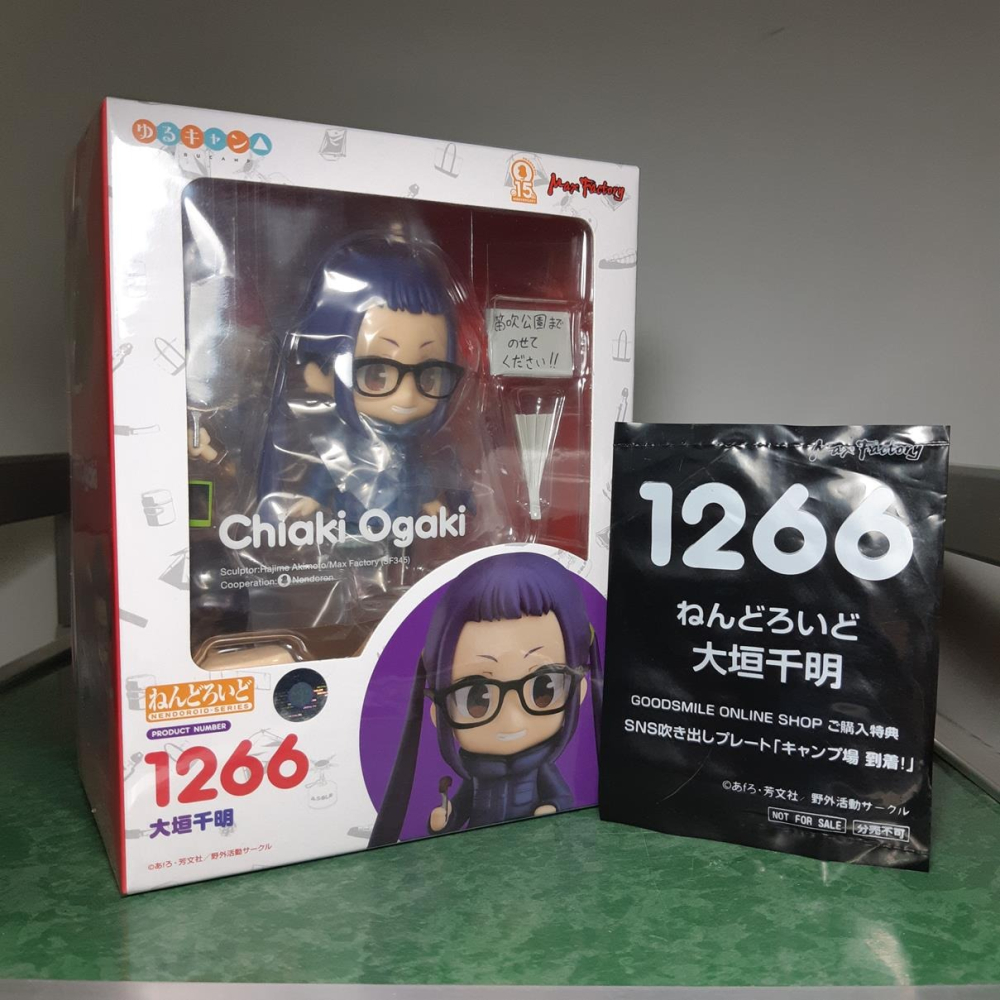 ゆるキャン△
15
Max Factory
笛吹公園まで
のせて
ください!!
Chiaki Ogaki
Sculptor:Hajime Akimoto/Max Factory (SF345)
Cooperation: Nendoron
ねんどろいど
NENDOROID·SERIES
PRODUCT NUMBER
1266
大垣千明
©あfろ・芳文社／野外活動サークル
Max Factory
1266
ねんどろいど
大垣千明
GOODSMILE ONLINE SHOP ご購入特典
SNS吹き出しプレート「キャンプ場 到着!」
©あfろ・芳文社／野外活動サークル
NOT FOR SALE 分売不可